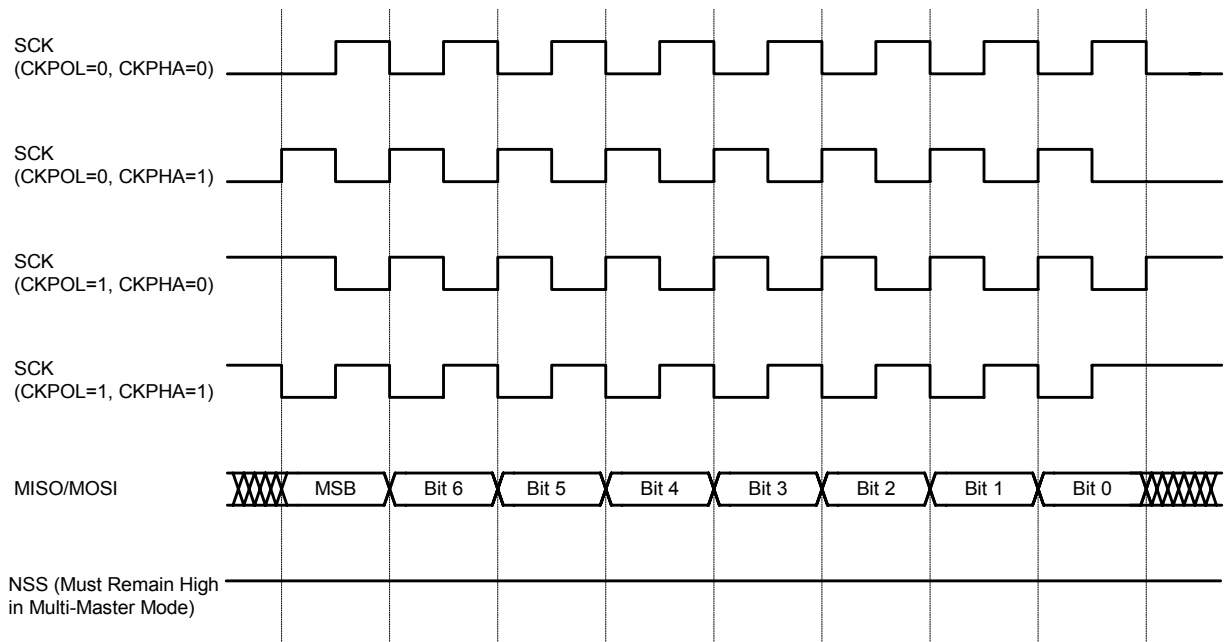 SCK
(CKPOL=0, CKPHA=0)
SCK
(CKPOL=0, CKPHA=1)
SCK
(CKPOL=1, CKPHA=0)
SCK
(CKPOL=1, CKPHA=1)
MISO/MOSI
MSB Bit 6 Bit 5 Bit 4 Bit 3 Bit 2 Bit 1 Bit 0
NSS (Must Remain High
in Multi-Master Mode)